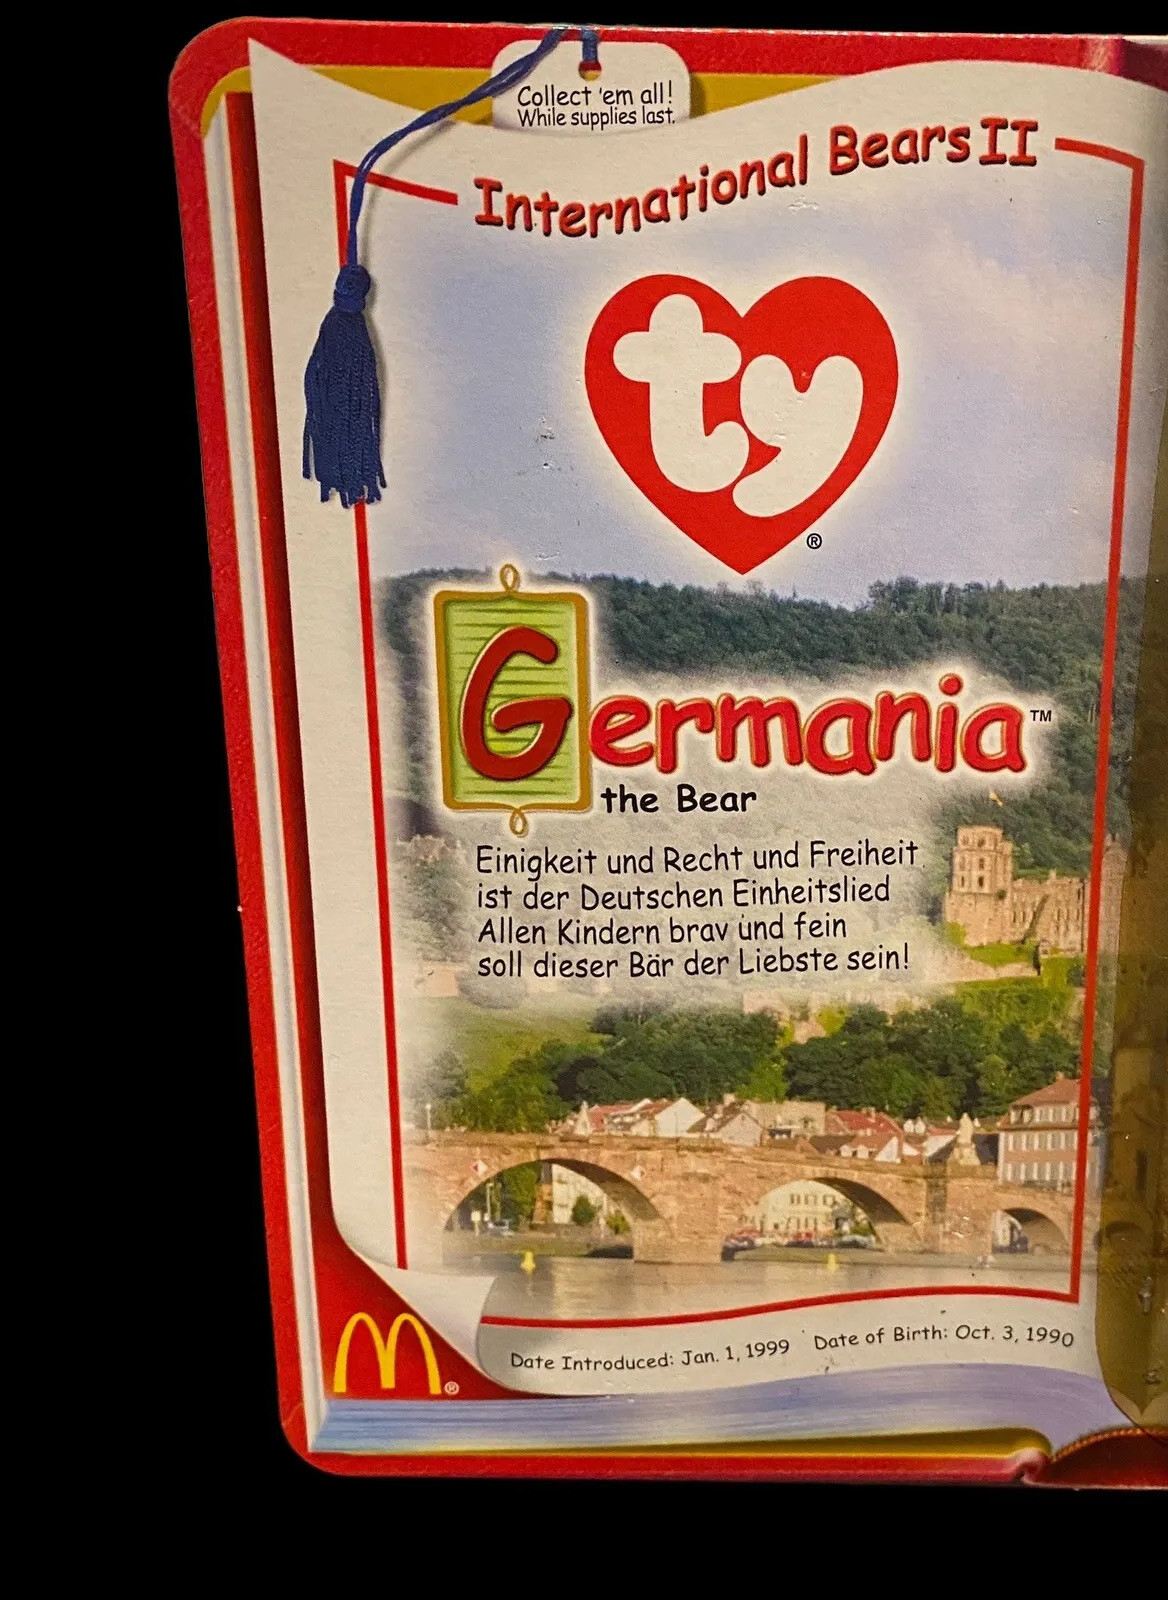 Collect 'em all!
While supplies last.
International Bears II
ty
®
Germania™
the Bear
Einigkeit und Recht und Freiheit
ist der Deutschen Einheitslied
Allen Kindern brav und fein
soll dieser Bär der Liebste sein!
Date Introduced: Jan. 1, 1999 Date of Birth: Oct. 3, 1990
M®